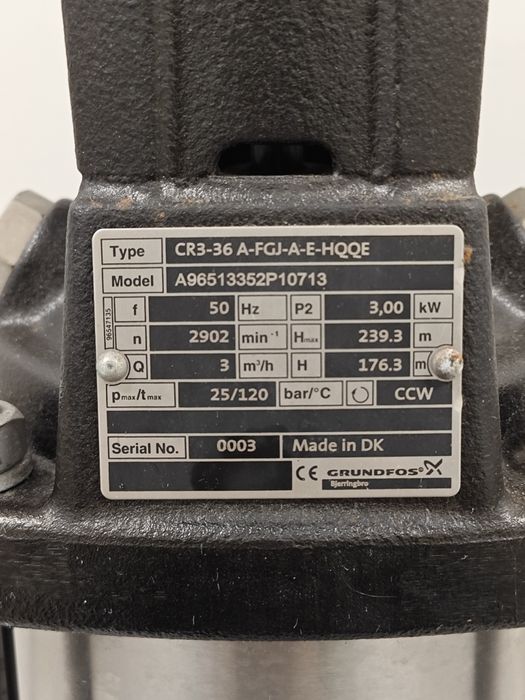 Type CR3-36 A-FGJ-A-E-HQQE
Model A96513352P10713
96547135
f 50 Hz P2 3,00 kW
n 2902 min⁻¹ Hmax 239.3 m
Q 3 m³/h H 176.3 m
pmax/tmax 25/120 bar/°C CCW
Serial No. 0003 Made in DK
CE GRUNDFOS
Bjerringbro